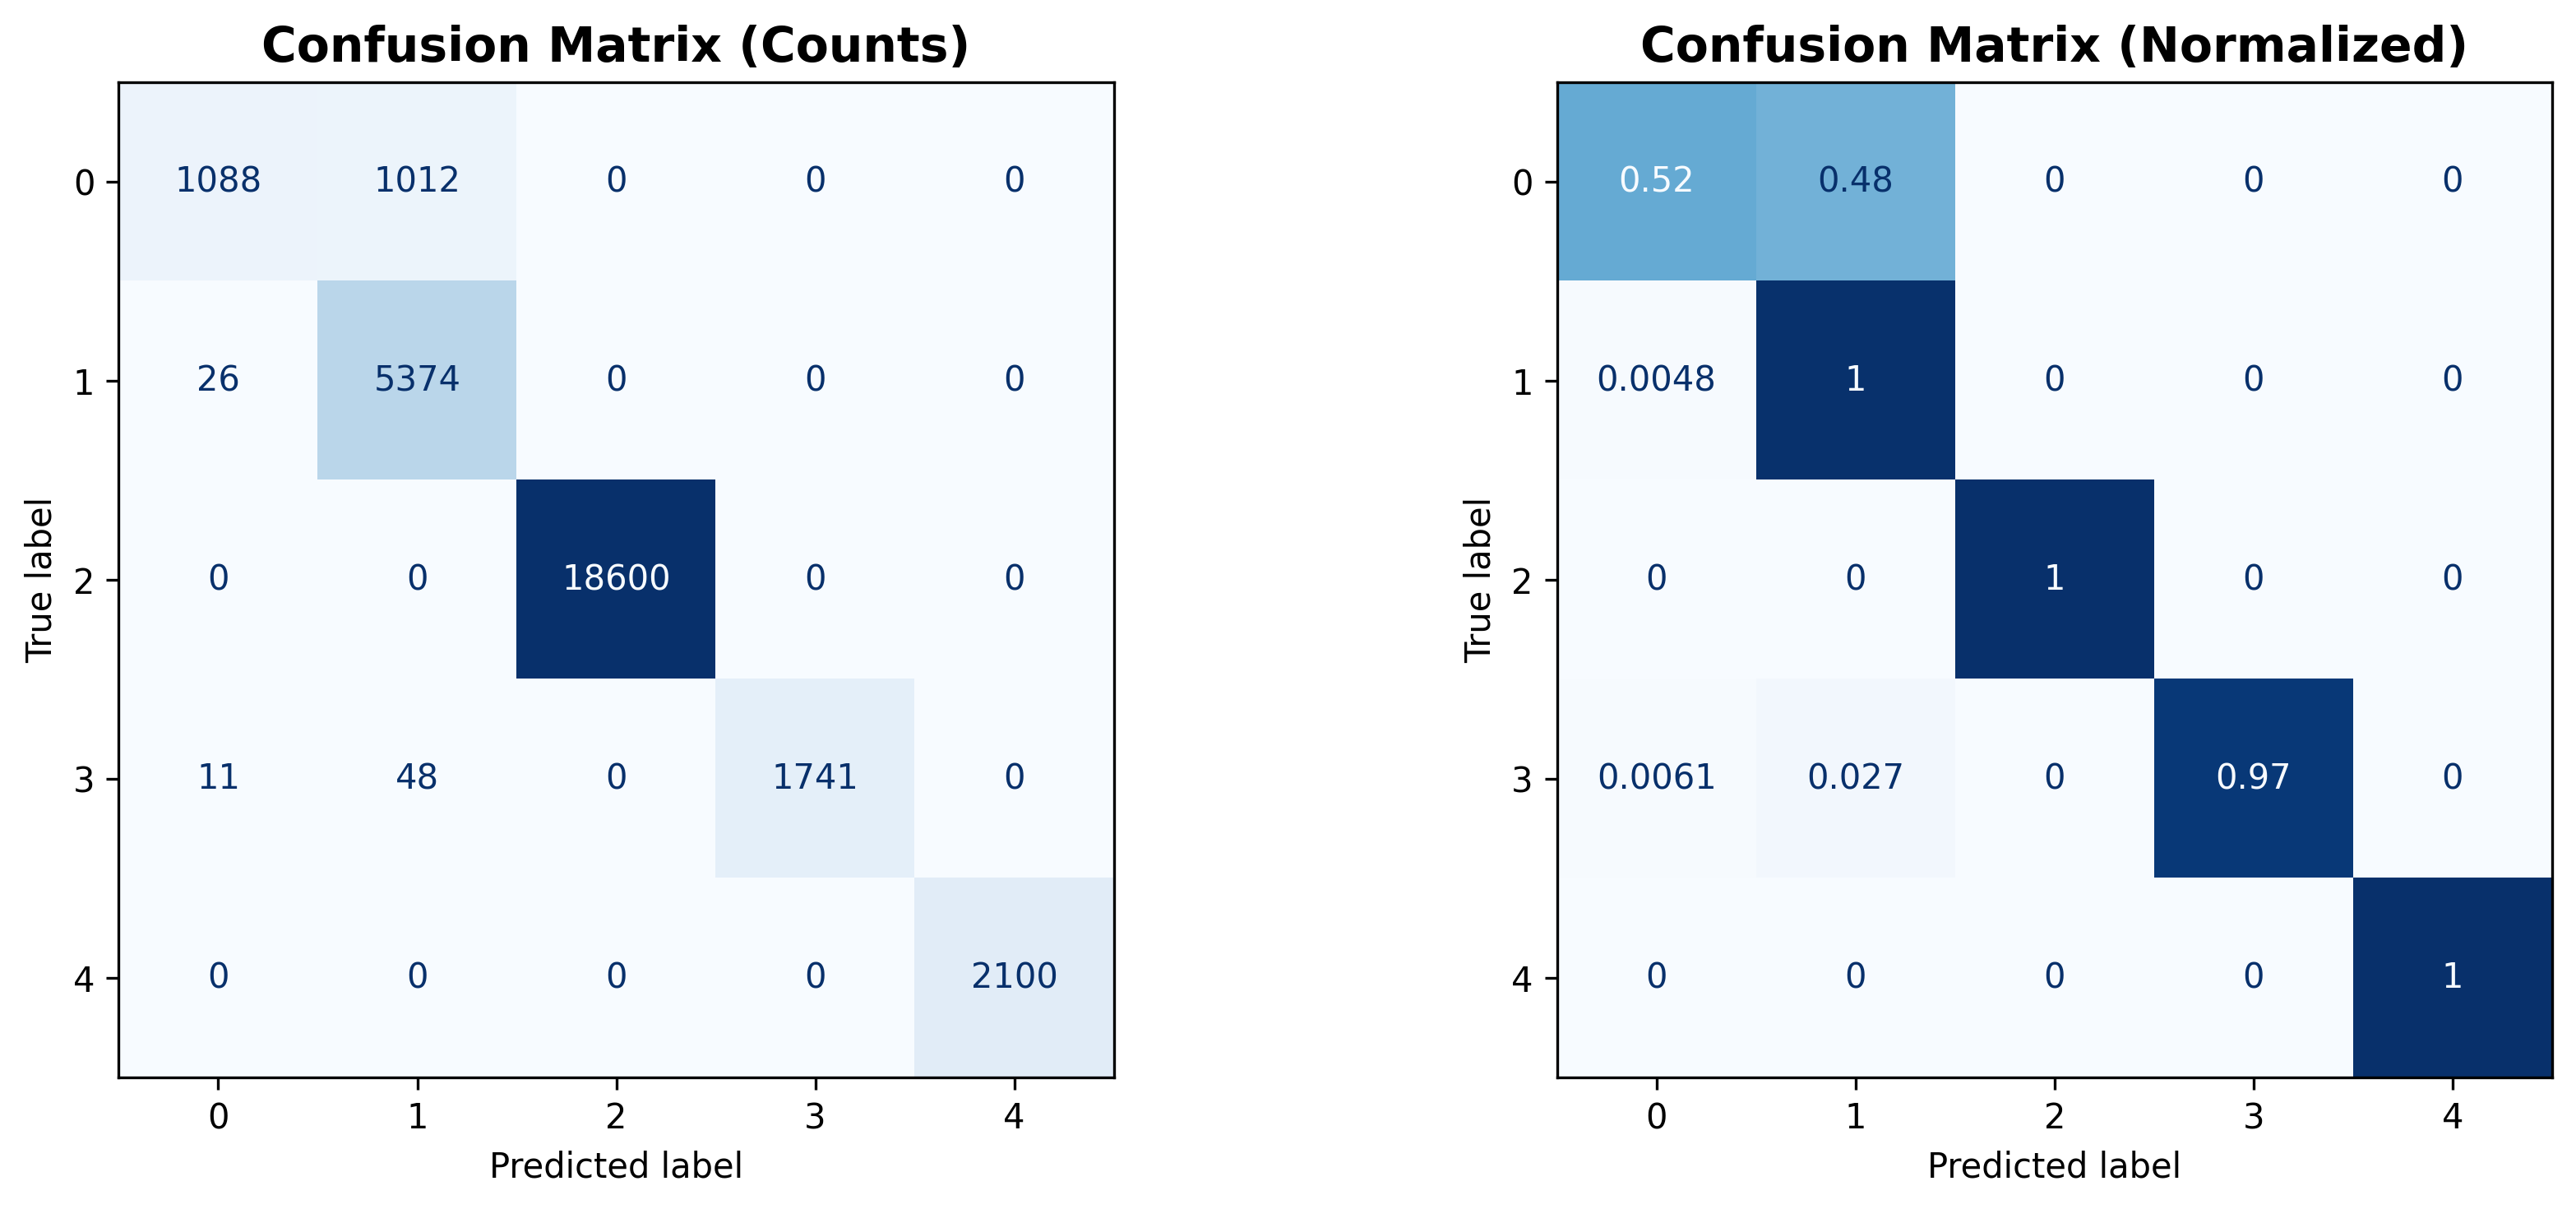 Confusion Matrix (Counts)
True label
0 1088 1012 0 0 0
1 26 5374 0 0 0
2 0 0 18600 0 0
3 11 48 0 1741 0
4 0 0 0 0 2100
0 1 2 3 4
Predicted label
Confusion Matrix (Normalized)
True label
0 0.52 0.48 0 0 0
1 0.0048 1 0 0 0
2 0 0 1 0 0
3 0.0061 0.027 0 0.97 0
4 0 0 0 0 1
0 1 2 3 4
Predicted label